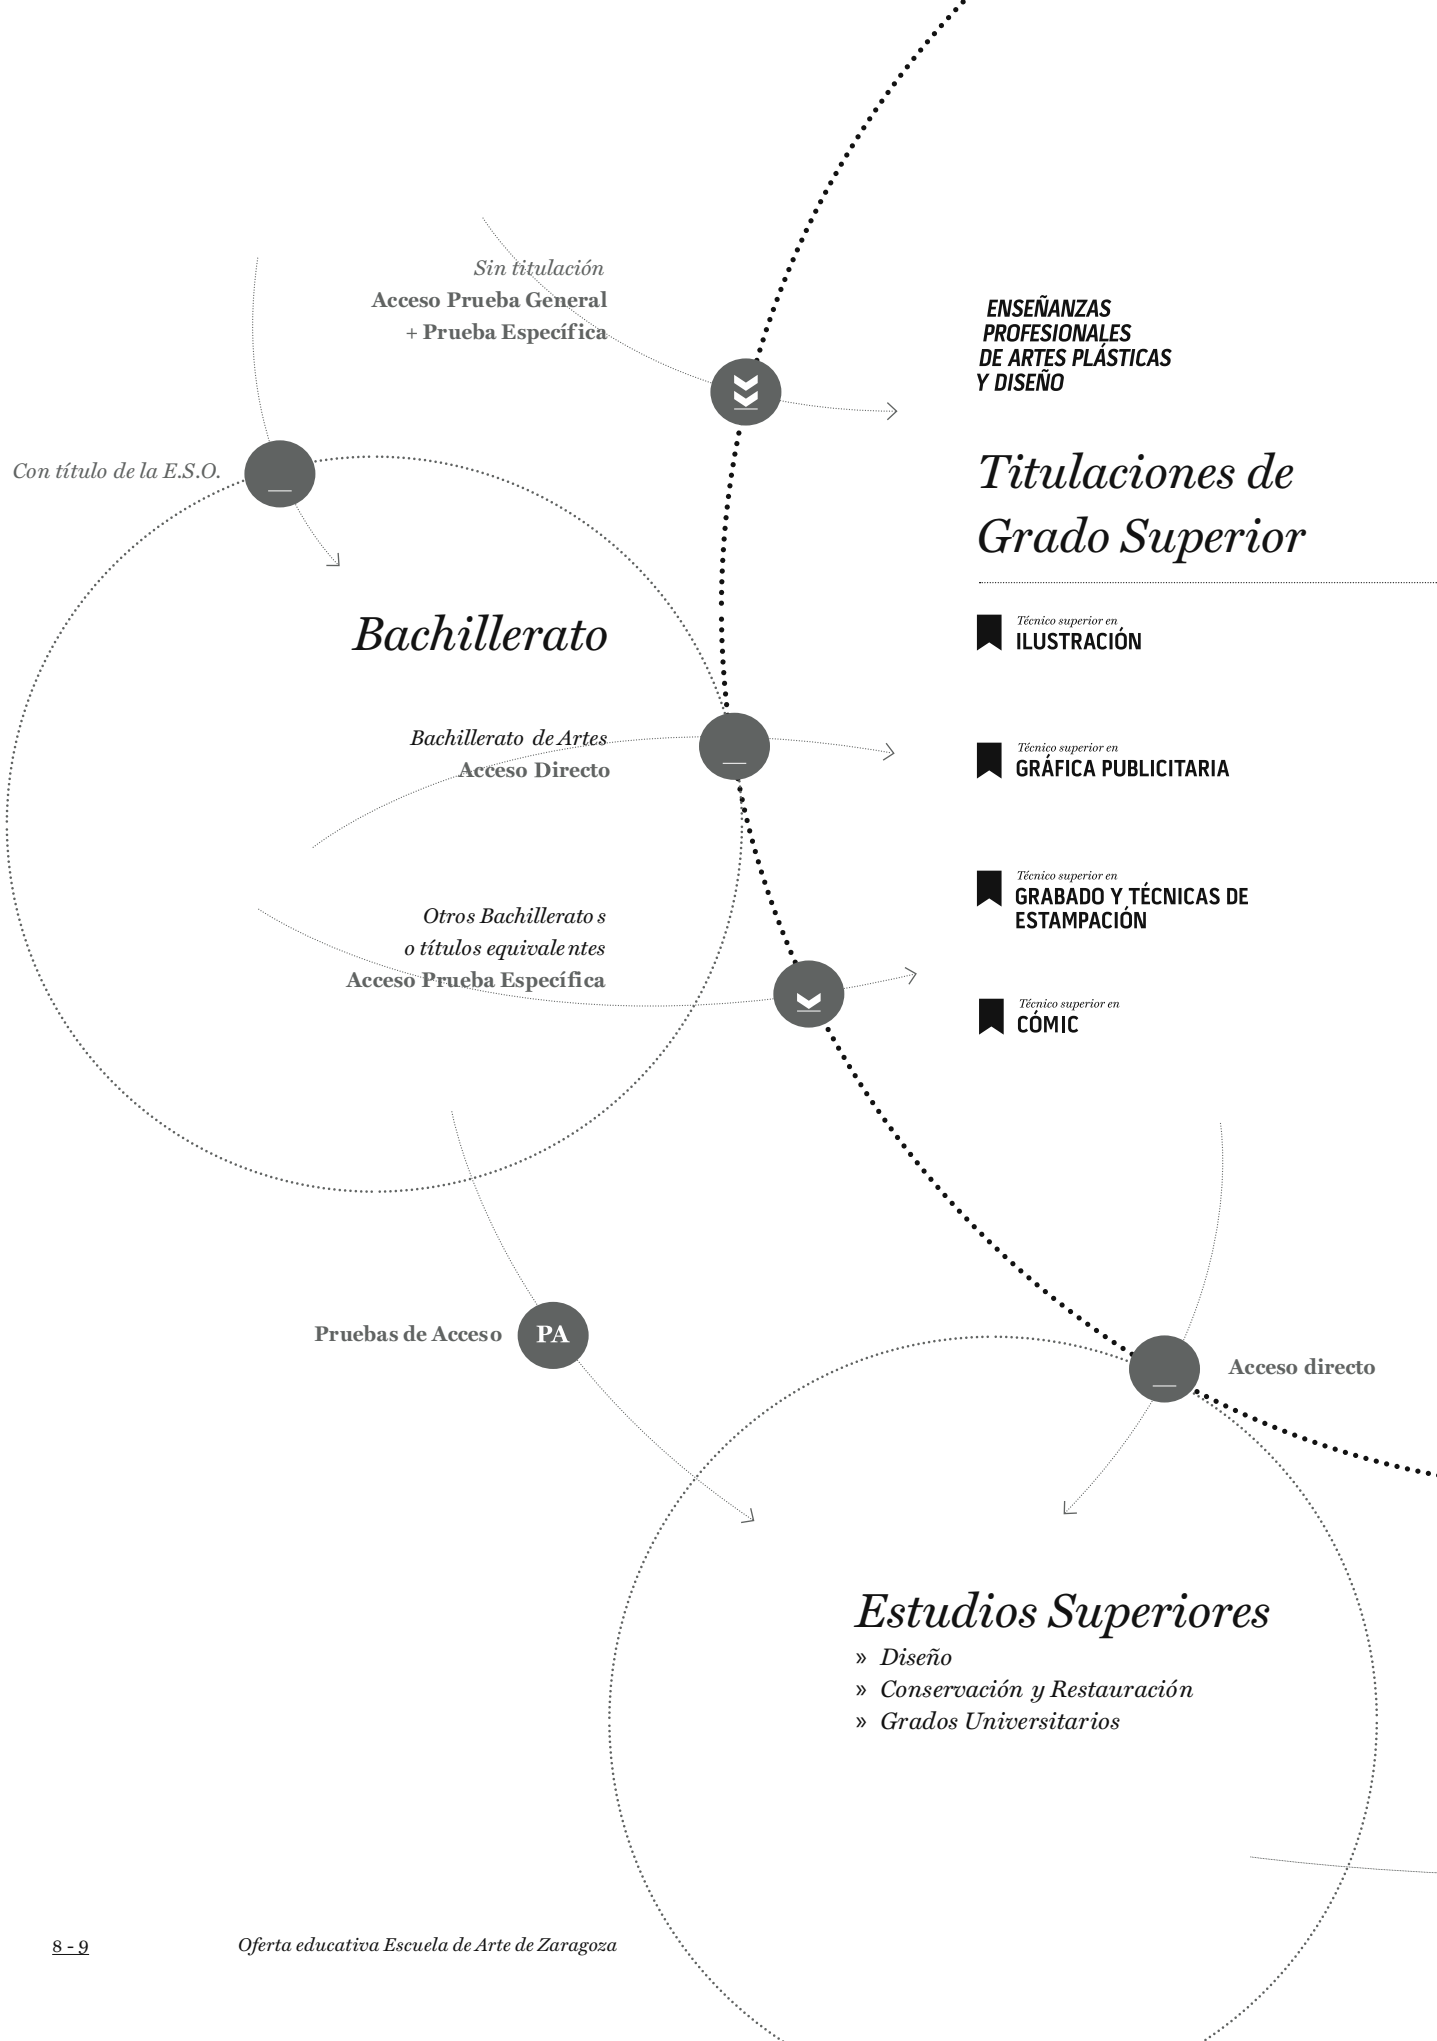 Sin titulación
Acceso Prueba General
+ Prueba Específica
ENSEÑANZAS
PROFESIONALES
DE ARTES PLÁSTICAS
Y DISEÑO
Con título de la E.S.O.
Titulaciones de
Grado Superior
Bachillerato
Técnico superior en
ILUSTRACIÓN
Bachillerato de Artes
Acceso Directo
Técnico superior en
GRÁFICA PUBLICITARIA
Otros Bachilleratos
o títulos equivalentes
Acceso Prueba Específica
Técnico superior en
GRABADO Y TÉCNICAS DE
ESTAMPACIÓN
Técnico superior en
CÓMIC
Pruebas de Acceso
PA
Acceso directo
Estudios Superiores
» Diseño
» Conservación y Restauración
» Grados Universitarios
8 - 9
Oferta educativa Escuela de Arte de Zaragoza